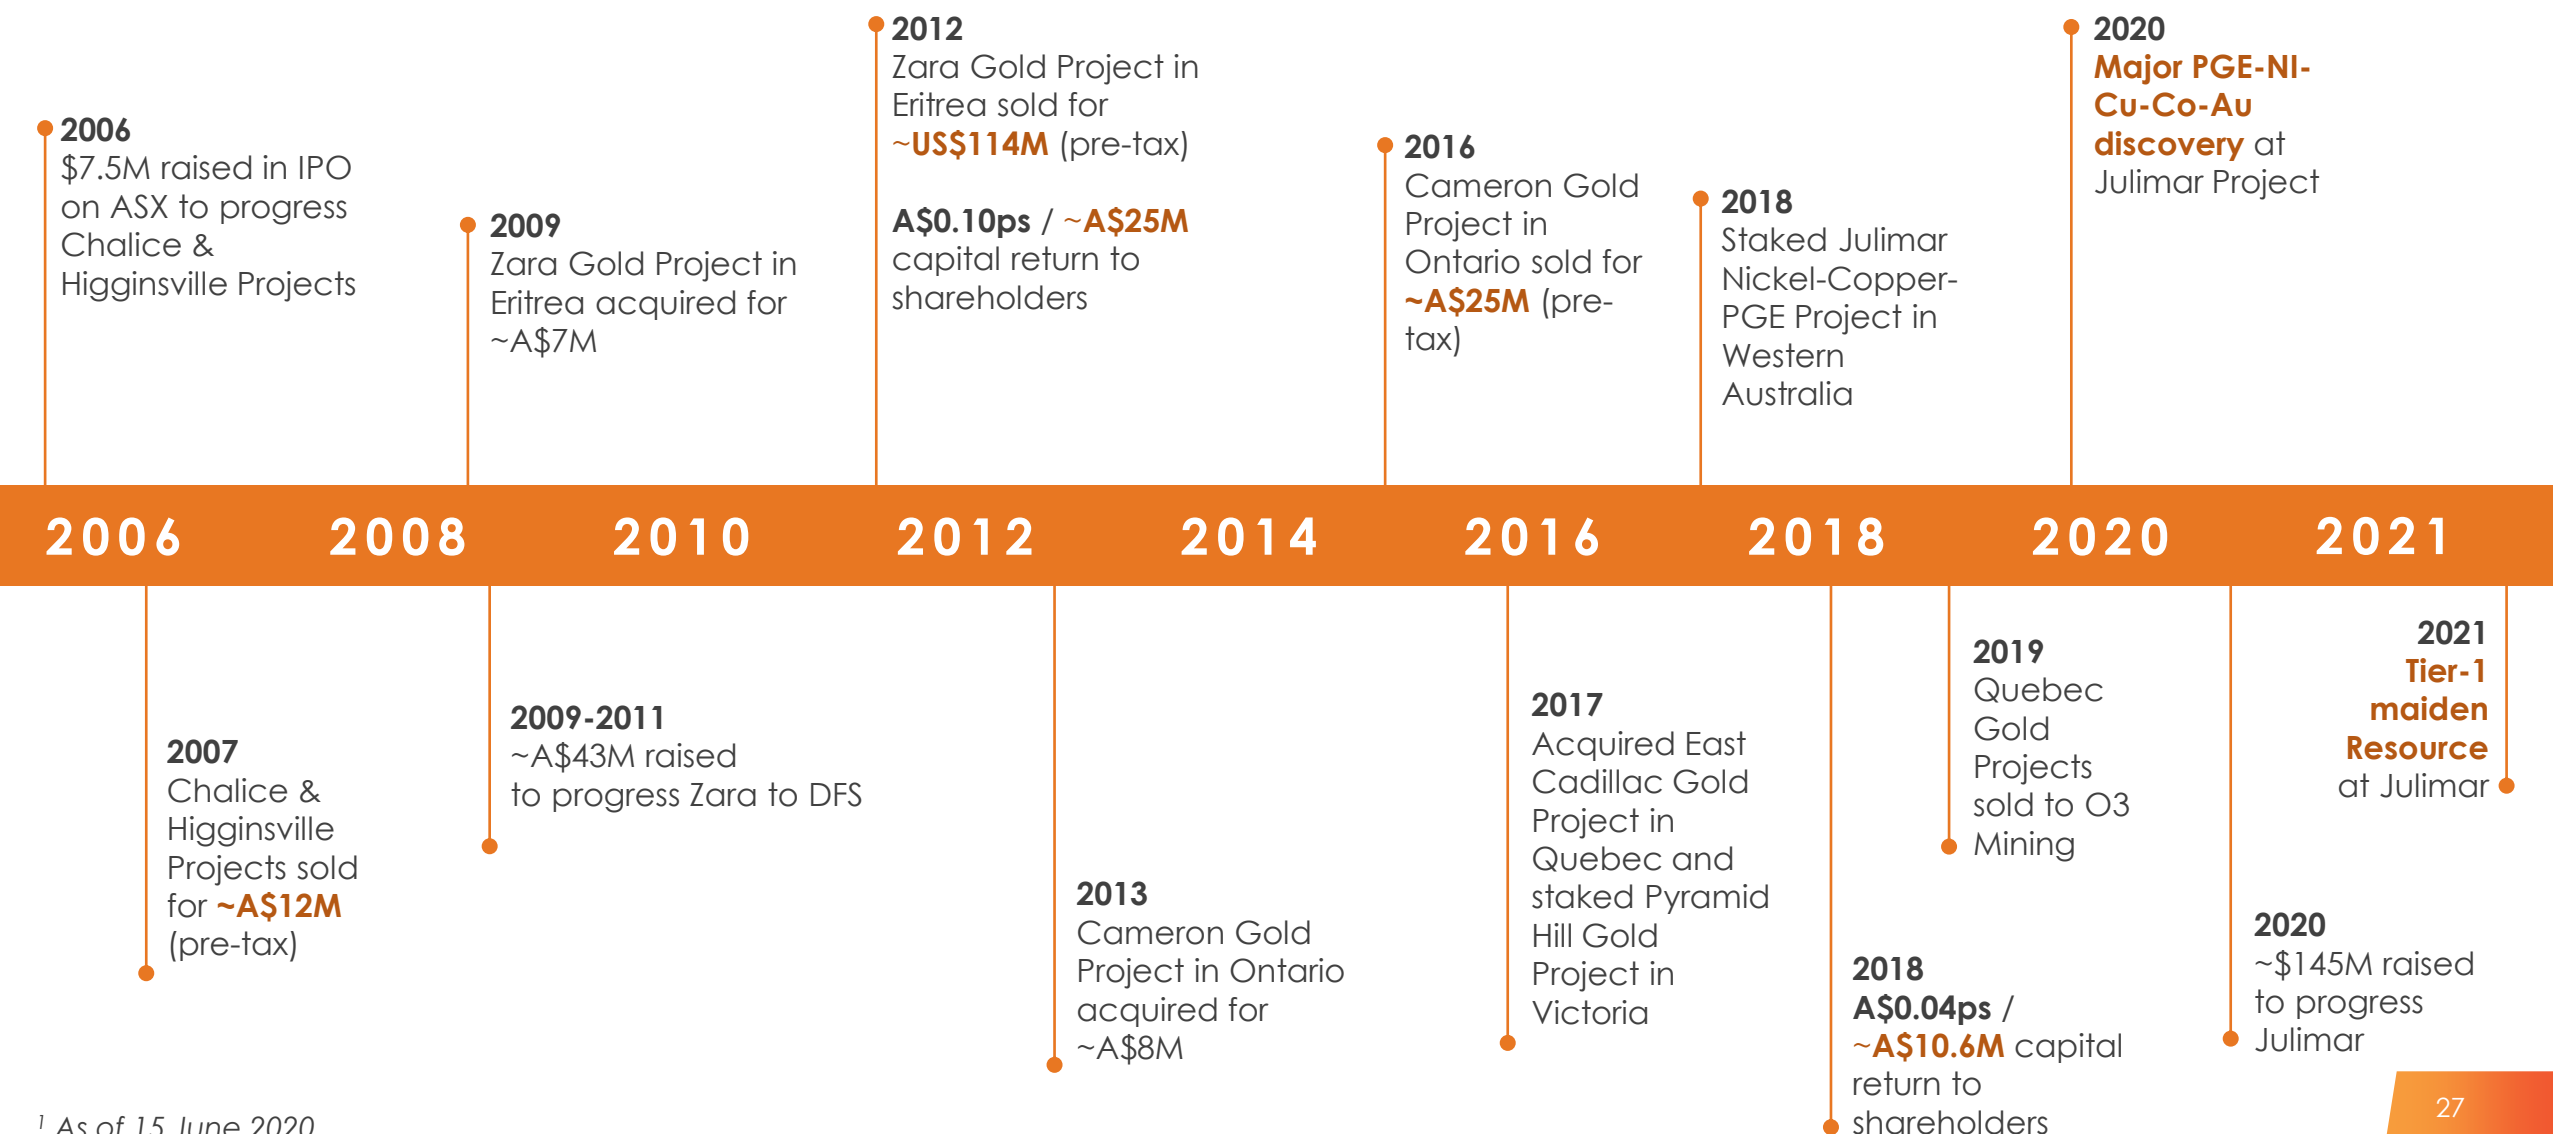 2006
$7.5M raised in IPO
on ASX to progress
Chalice &
Higginsville Projects
2009
Zara Gold Project in
Eritrea acquired for
~A$7M
2012
Zara Gold Project in
Eritrea sold for
~US$114M (pre-tax)
A$0.10ps / ~A$25M
capital return to
shareholders
2016
Cameron Gold
Project in
Ontario sold for
~A$25M (pre-
tax)
2018
Staked Julimar
Nickel-Copper-
PGE Project in
Western
Australia
2020
Major PGE-NI-
Cu-Co-Au
discovery at
Julimar Project
2006 2008 2010 2012 2014 2016 2018 2020 2021
2007
Chalice &
Higginsville
Projects sold
for ~A$12M
(pre-tax)
2009-2011
~A$43M raised
to progress Zara to DFS
2013
Cameron Gold
Project in Ontario
acquired for
~A$8M
2017
Acquired East
Cadillac Gold
Project in
Quebec and
staked Pyramid
Hill Gold
Project in
Victoria
2018
A$0.04ps /
~A$10.6M capital
return to
shareholders
2019
Quebec
Gold
Projects
sold to O3
Mining
2020
~$145M raised
to progress
Julimar
2021
Tier-1
maiden
Resource
at Julimar
1 As of 15 June 2020
27